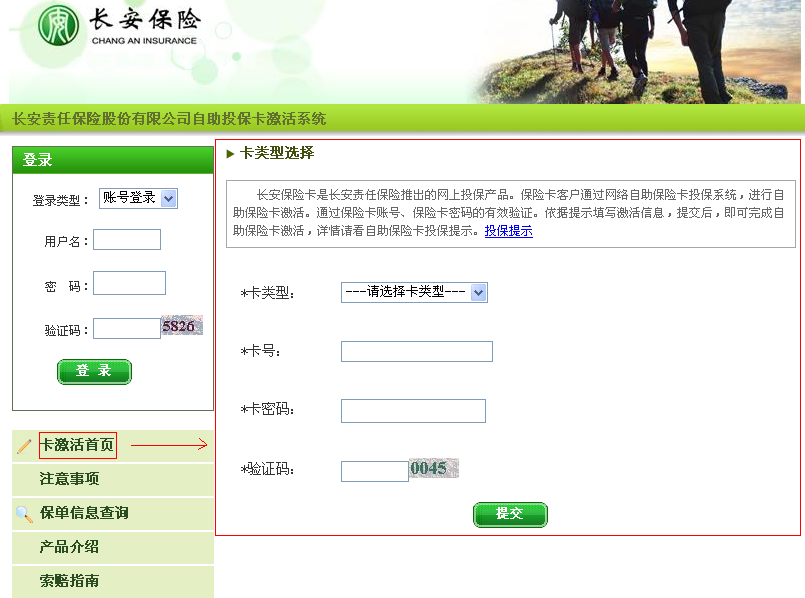 长安保险
CHANG AN INSURANCE
长安责任保险股份有限公司自助投保卡激活系统
登录
登录类型：
账号登录
用户名：
密　码：
验证码：
5826
登 录
卡激活首页
注意事项
保单信息查询
产品介绍
索赔指南
卡类型选择
长安保险卡是长安责任保险推出的网上投保产品。保险卡客户通过网络自助保险卡投保系统，进行自
助保险卡激活。通过保险卡账号、保险卡密码的有效验证。依据提示填写激活信息，提交后，即可完成自
助保险卡激活，详情请看自助保险卡投保提示。投保提示
*卡类型：
---请选择卡类型---
*卡号：
*卡密码：
*验证码：
0045
提交